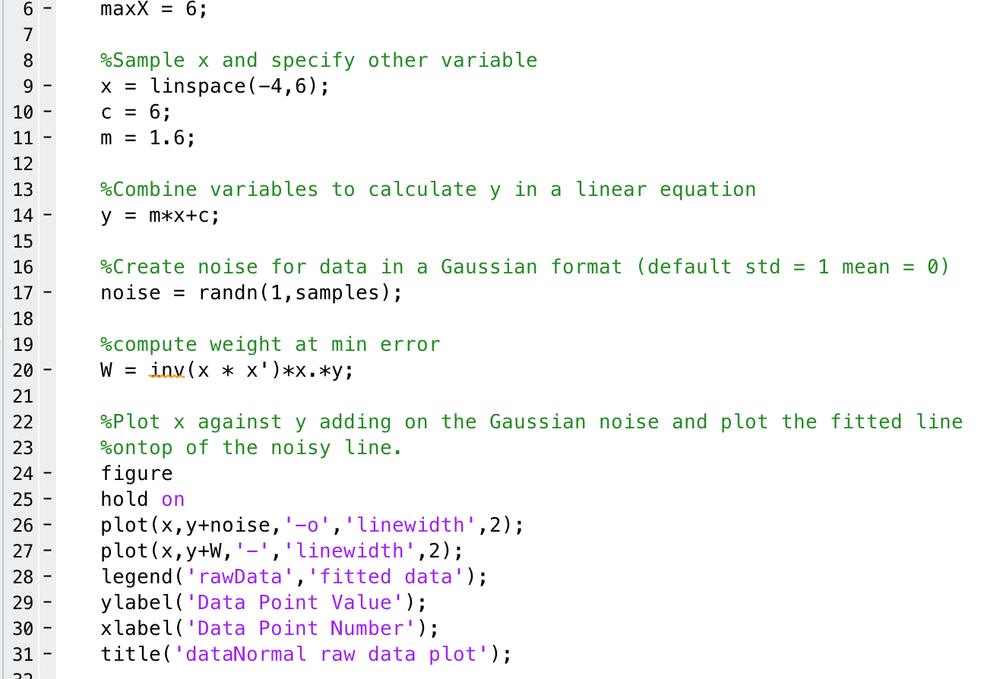 6 - maxX = 6;
7
8 %Sample x and specify other variable
9 - x = linspace(-4,6);
10 - c = 6;
11 - m = 1.6;
12
13 %Combine variables to calculate y in a linear equation
14 - y = m*x+c;
15
16 %Create noise for data in a Gaussian format (default std = 1 mean = 0)
17 - noise = randn(1,samples);
18
19 %compute weight at min error
20 - W = inv(x * x')*x.*y;
21
22 %Plot x against y adding on the Gaussian noise and plot the fitted line
23 %ontop of the noisy line.
24 - figure
25 - hold on
26 - plot(x,y+noise,'-o','linewidth',2);
27 - plot(x,y+W,'-','linewidth',2);
28 - legend('rawData','fitted data');
29 - ylabel('Data Point Value');
30 - xlabel('Data Point Number');
31 - title('dataNormal raw data plot');
32